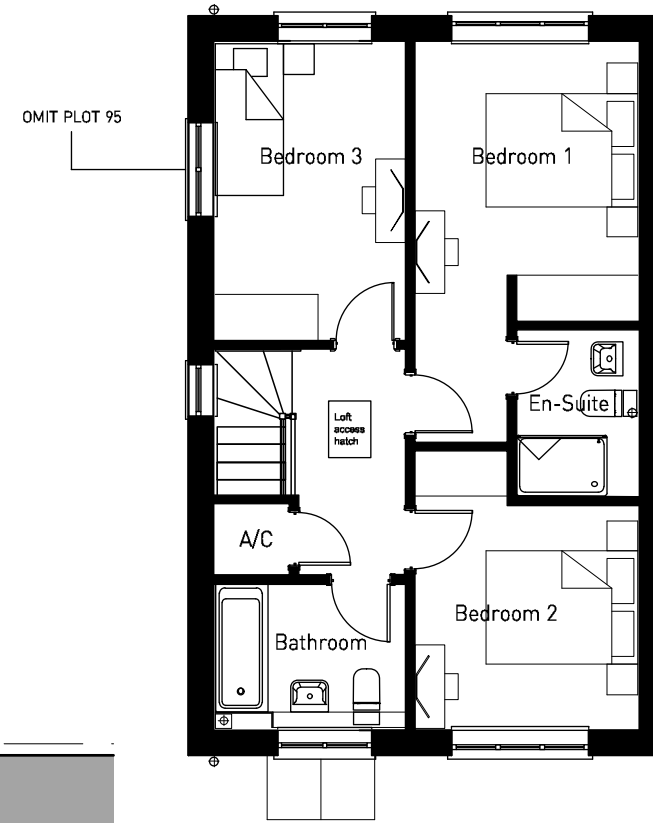 OMIT PLOT 95
Bedroom 3
Bedroom 1
En-Suite
Loft
access
hatch
A/C
Bedroom 2
Bathroom